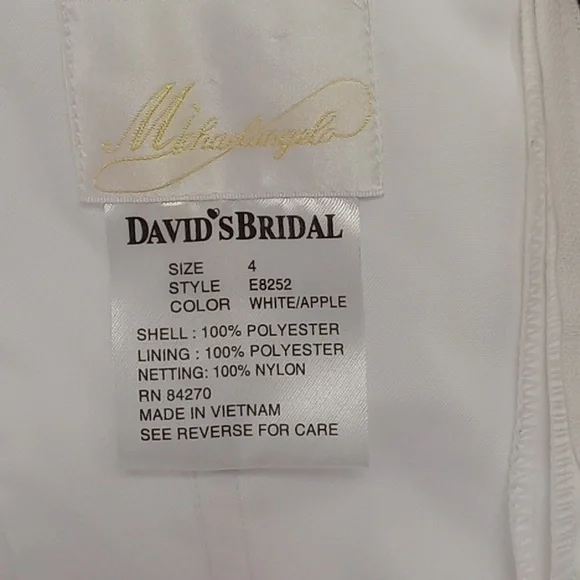 Michaelangelo
DAVID'SBRIDAL
SIZE 4
STYLE E8252
COLOR WHITE/APPLE
SHELL : 100% POLYESTER
LINING : 100% POLYESTER
NETTING: 100% NYLON
RN 84270
MADE IN VIETNAM
SEE REVERSE FOR CARE